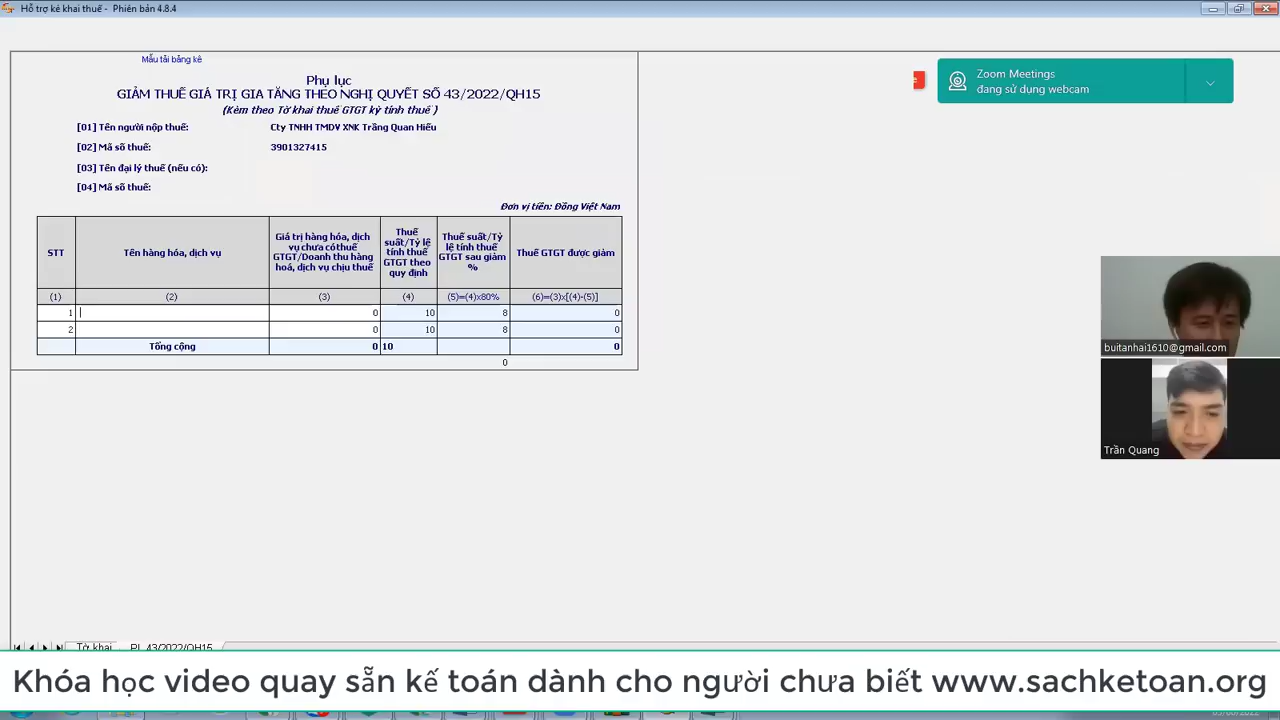 Hỗ trợ kê khai thuế - Phiên bản 4.8.4
Zoom Meetings
đang sử dụng webcam
Mẫu tải bảng kê
Phụ lục
GIẢM THUẾ GIÁ TRỊ GIA TĂNG THEO NGHỊ QUYẾT SỐ 43/2022/QH15
(Kèm theo Tờ khai thuế GTGT kỳ tính thuế )
[01] Tên người nộp thuế: Cty TNHH TMDV XNK Trăng Quan Hiếu
[02] Mã số thuế: 3901327415
[03] Tên đại lý thuế (nếu có):
[04] Mã số thuế:
Đơn vị tiền: Đồng Việt Nam
STT
Tên hàng hóa, dịch vụ
Giá trị hàng hóa, dịch
vụ chưa cóthuế
GTGT/Doanh thu hàng
hoá, dịch vụ chịu thuế
Thuế
suất/Tỷ lệ
tính thuế
GTGT theo
quy định
Thuế suất/Tỷ
lệ tính thuế
GTGT sau giảm
%
Thuế GTGT được giảm
(1) (2) (3) (4) (5)=(4)x80% (6)=(3)x[(4)-(5)]
1 0 10 8 0
2 0 10 8 0
Tổng cộng 0 10 0
0
buitanhai1610@gmail.com
Trần Quang
Tờ khai PL 43/2022/QH15
Khóa học video quay sẵn kế toán dành cho người chưa biết www.sachketoan.org